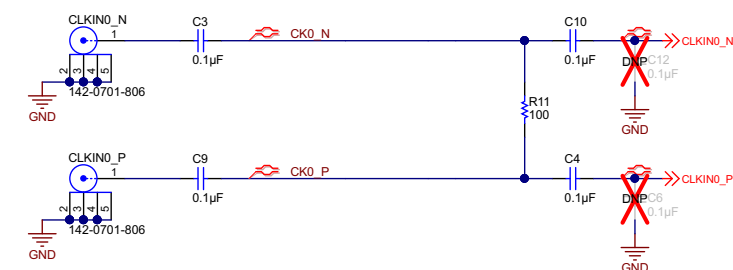 CLKIN0_N
1
2
3
4
5
142-0701-806
GND
C3
0.1µF
CK0_N
C10
0.1µF
DNP
C12
0.1µF
GND
CLKIN0_N
R11
100
CLKIN0_P
1
2
3
4
5
142-0701-806
GND
C9
0.1µF
CK0_P
C4
0.1µF
DNP
C6
0.1µF
GND
CLKIN0_P